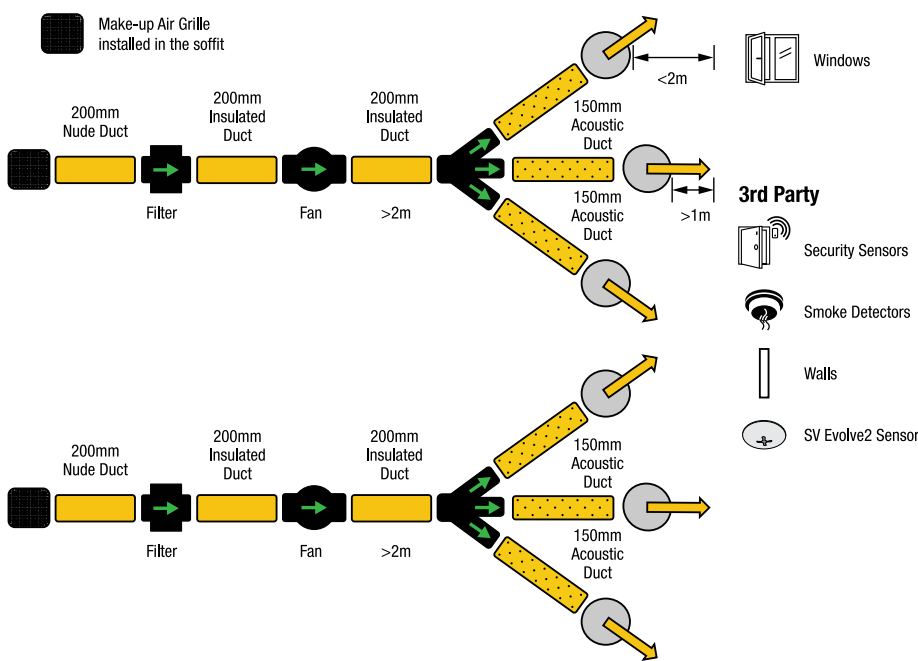 Make-up Air Grille
installed in the soffit
200mm
Nude Duct
200mm
Insulated
Duct
200mm
Insulated
Duct
Filter
Fan
>2m
150mm
Acoustic
Duct
150mm
Acoustic
Duct
<2m
>1m
Windows
3rd Party
Security Sensors
Smoke Detectors
Walls
SV Evolve2 Sensor
200mm
Nude Duct
200mm
Insulated
Duct
200mm
Insulated
Duct
Filter
Fan
>2m
150mm
Acoustic
Duct
150mm
Acoustic
Duct